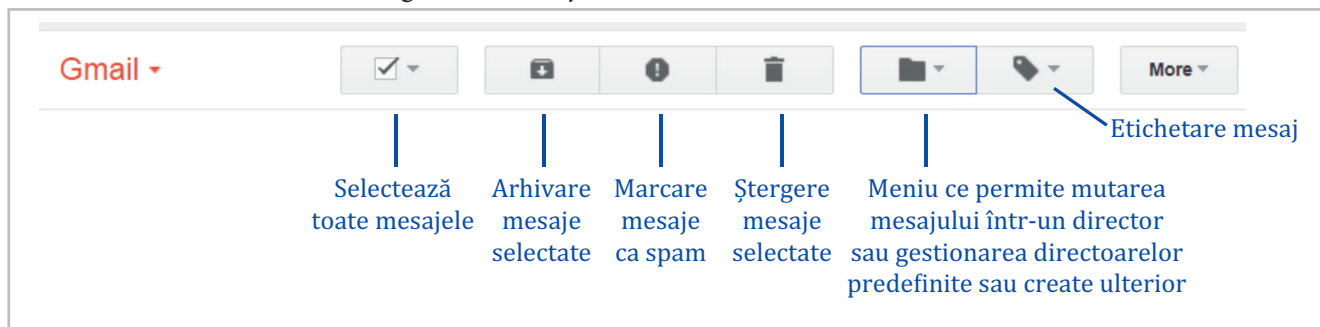 Gmail
More
Etichetare mesaj
Selectează
toate mesajele
Arhivare
mesaje
selectate
Marcare
mesaje
ca spam
Ștergere
mesaje
selectate
Meniu ce permite mutarea
mesajului într-un director
sau gestionarea directoarelor
predefinite sau create ulterior